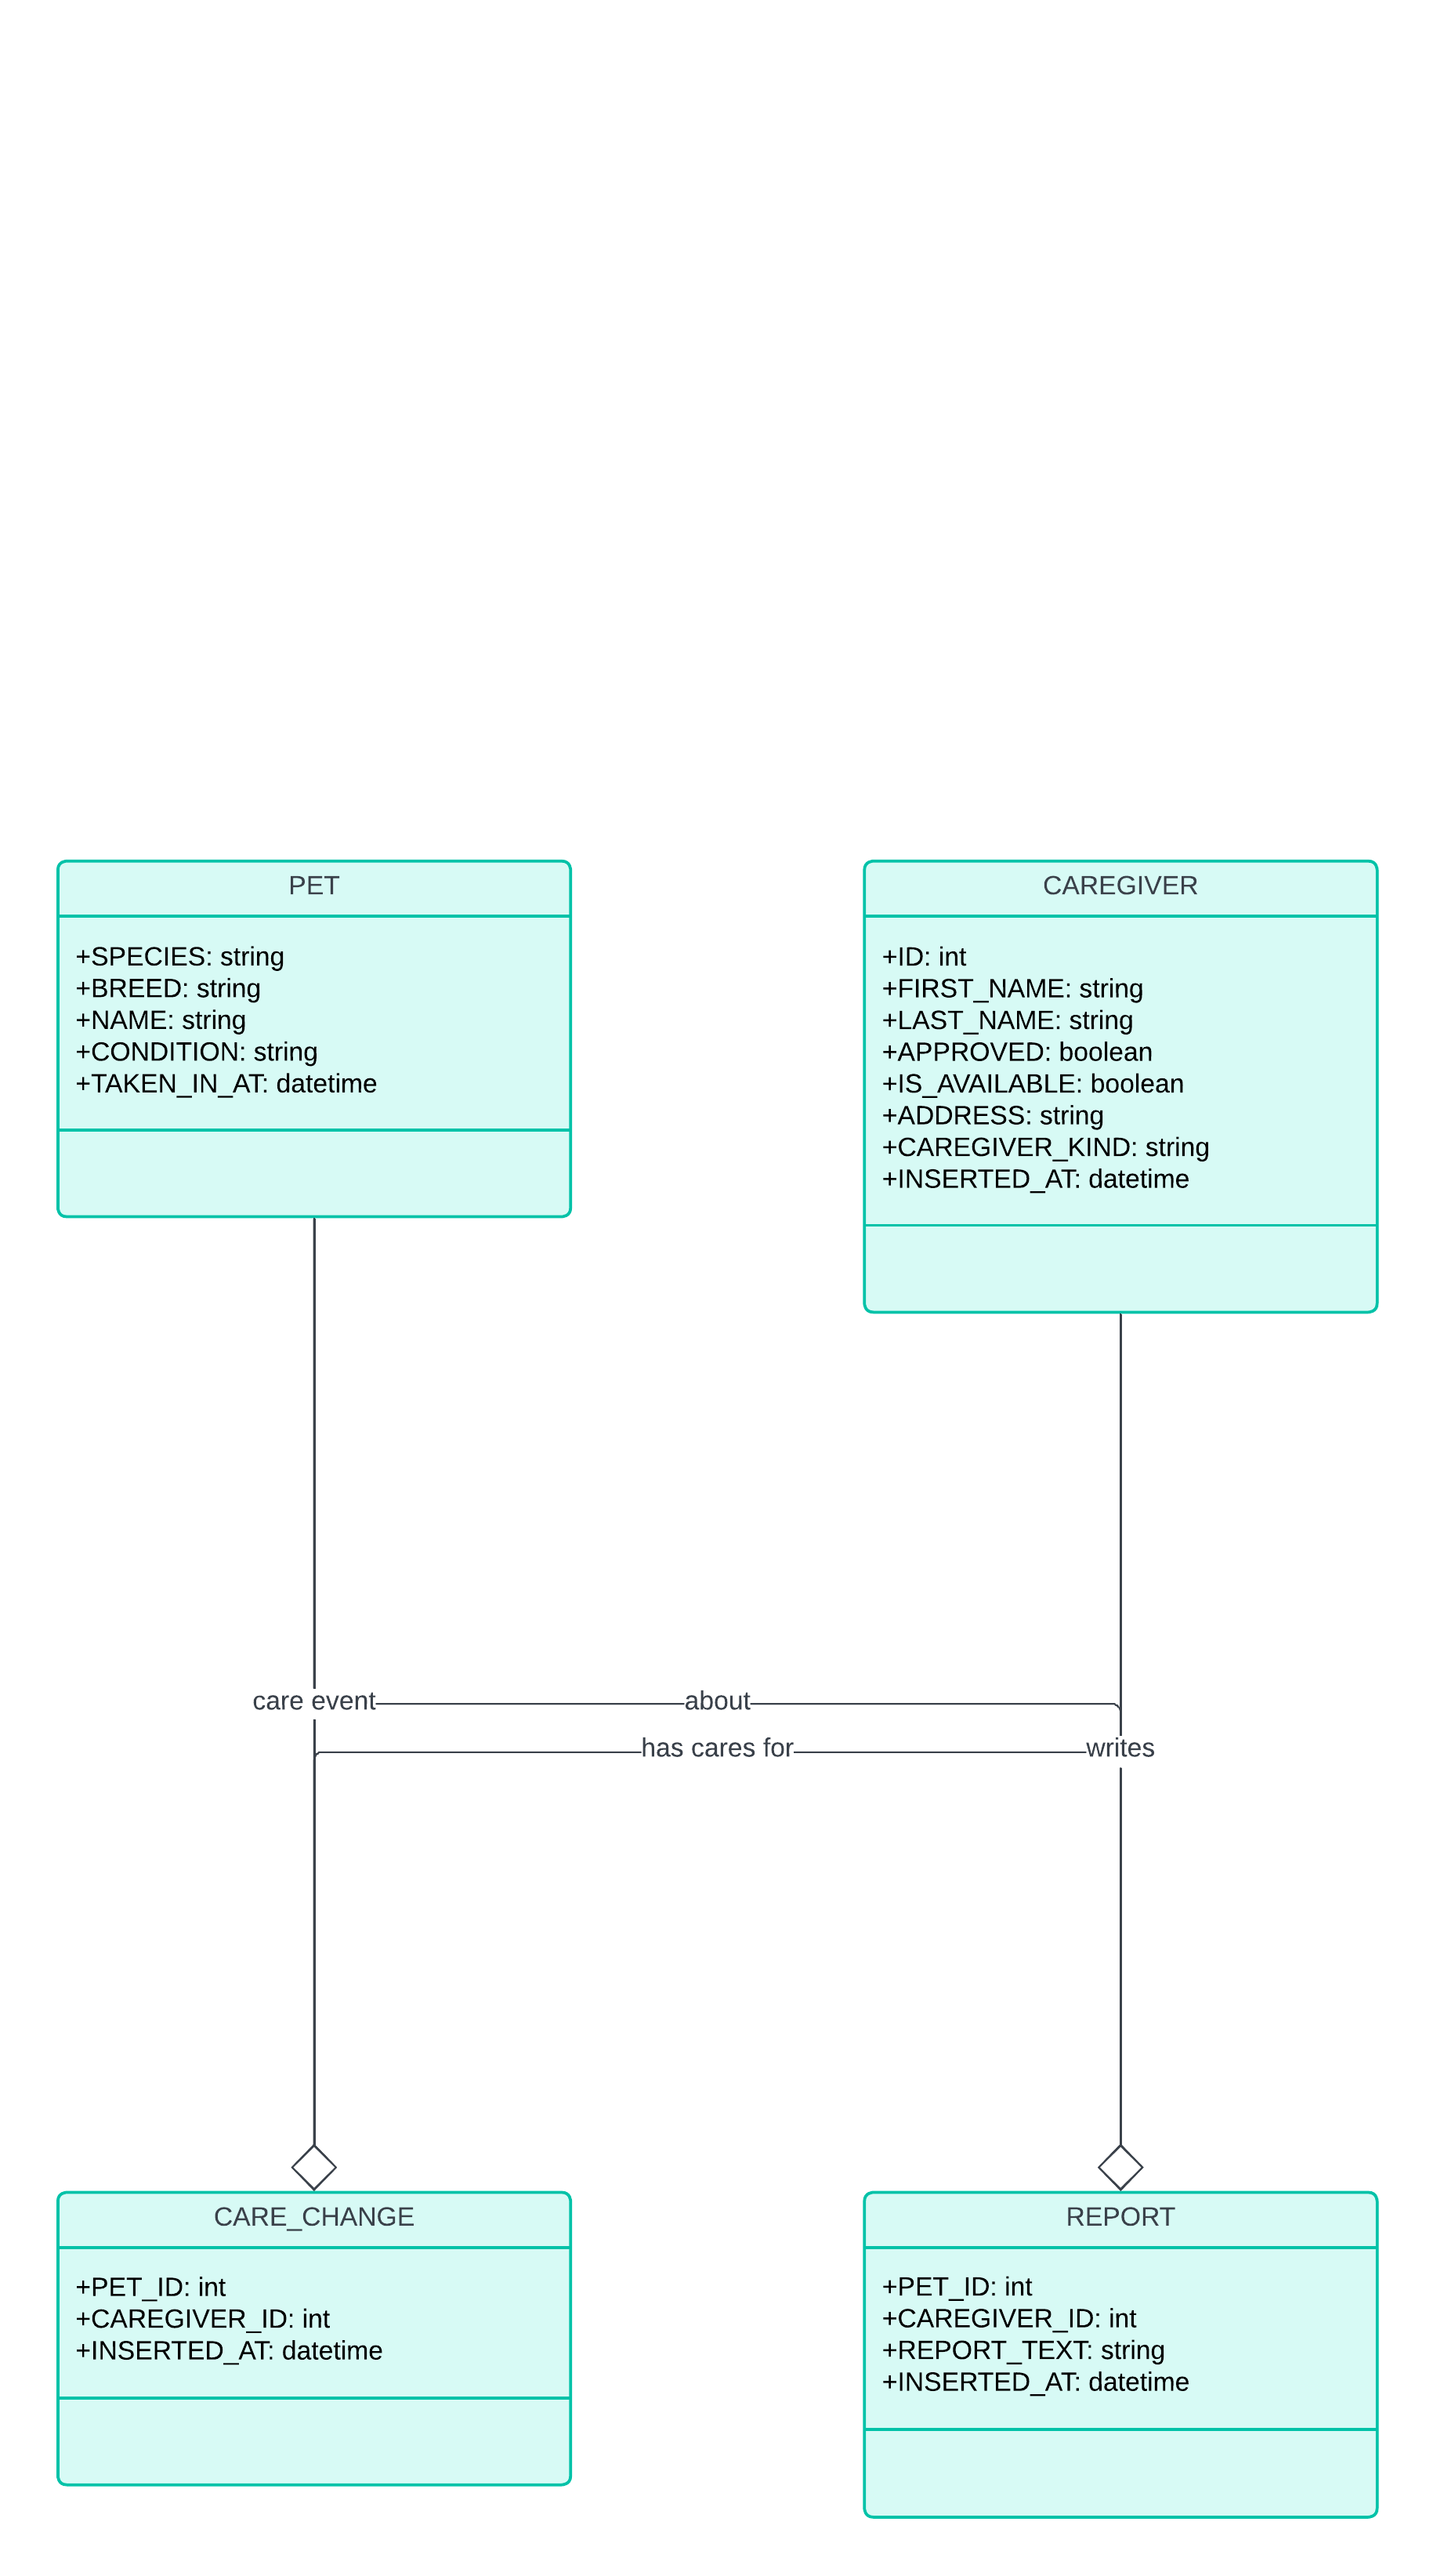 PET
+SPECIES: string
+BREED: string
+NAME: string
+CONDITION: string
+TAKEN_IN_AT: datetime
CAREGIVER
+ID: int
+FIRST_NAME: string
+LAST_NAME: string
+APPROVED: boolean
+IS_AVAILABLE: boolean
+ADDRESS: string
+CAREGIVER_KIND: string
+INSERTED_AT: datetime
care event
about
has cares for
writes
CARE_CHANGE
+PET_ID: int
+CAREGIVER_ID: int
+INSERTED_AT: datetime
REPORT
+PET_ID: int
+CAREGIVER_ID: int
+REPORT_TEXT: string
+INSERTED_AT: datetime